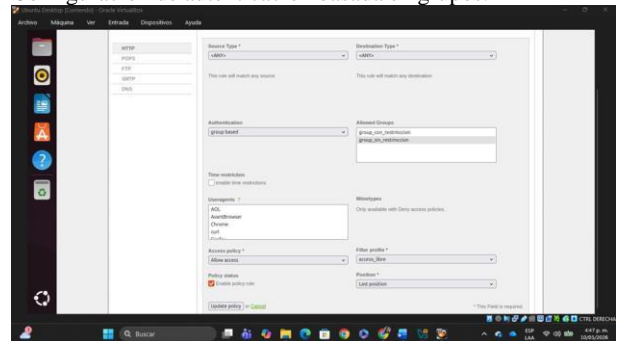 Ubuntu Desktop [Corriendo] - Oracle VirtualBox
Archivo Máquina Ver Entrada Dispositivos Ayuda
HTTP
POP3
FTP
SMTP
DNS
Source Type * Destination Type *
<ANY> <ANY>
This rule will match any source. This rule will match any destination.
Authentication Allowed Groups
group based group_con_restriccion
group_sin_restriccion
Time restriction
enable time restrictions
Useragents ? Mimetypes
AOL Only available with Deny access policies.
AvantBrowser
Chrome
curl
Access policy * Filter profile *
Allow access acceso_libre
Policy status Position *
Enable policy rule Last position
Update policy or Cancel * This Field is required.
CTRL DERECHA
Buscar
ESP 4:47 p. m.
LAA 10/03/2026